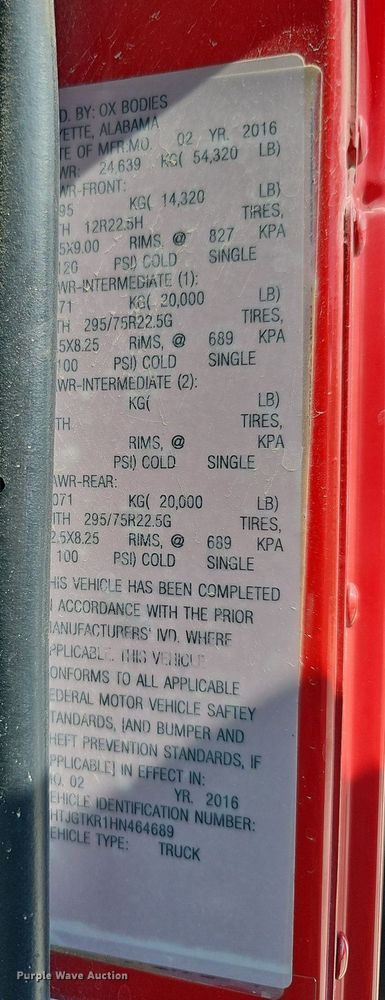 D. BY: OX BODIES
YETTE, ALABAMA
TE OF MFR.MO. 02 YR. 2016
WR: 24,639 KG( 54,320 LB)
WR-FRONT:
95 KG( 14,320 LB)
TH 12R22.5H TIRES,
5X9.00 RIMS, @ 827 KPA
120 PSI) COLD SINGLE
WR-INTERMEDIATE (1):
71 KG( 20,000 LB)
TH 295/75R22.5G TIRES,
5X8.25 RIMS, @ 689 KPA
100 PSI) COLD SINGLE
WR-INTERMEDIATE (2):
KG( LB)
TH TIRES,
RIMS, @ KPA
PSI) COLD SINGLE
AWR-REAR:
071 KG( 20,000 LB)
ITH 295/75R22.5G TIRES,
2.5X8.25 RIMS, @ 689 KPA
100 PSI) COLD SINGLE
HIS VEHICLE HAS BEEN COMPLETED
ACCORDANCE WITH THE PRIOR
MANUFACTURERS' IVD, WHERE
PPLICABLE. THIS VEHICLE
ONFORMS TO ALL APPLICABLE
EDERAL MOTOR VEHICLE SAFTEY
TANDARDS, [AND BUMPER AND
HEFT PREVENTION STANDARDS, IF
PPLICABLE] IN EFFECT IN:
O. 02 YR. 2016
EHICLE IDENTIFICATION NUMBER:
HTJGTKR1HN464689
EHICLE TYPE: TRUCK
Purple Wave Auction